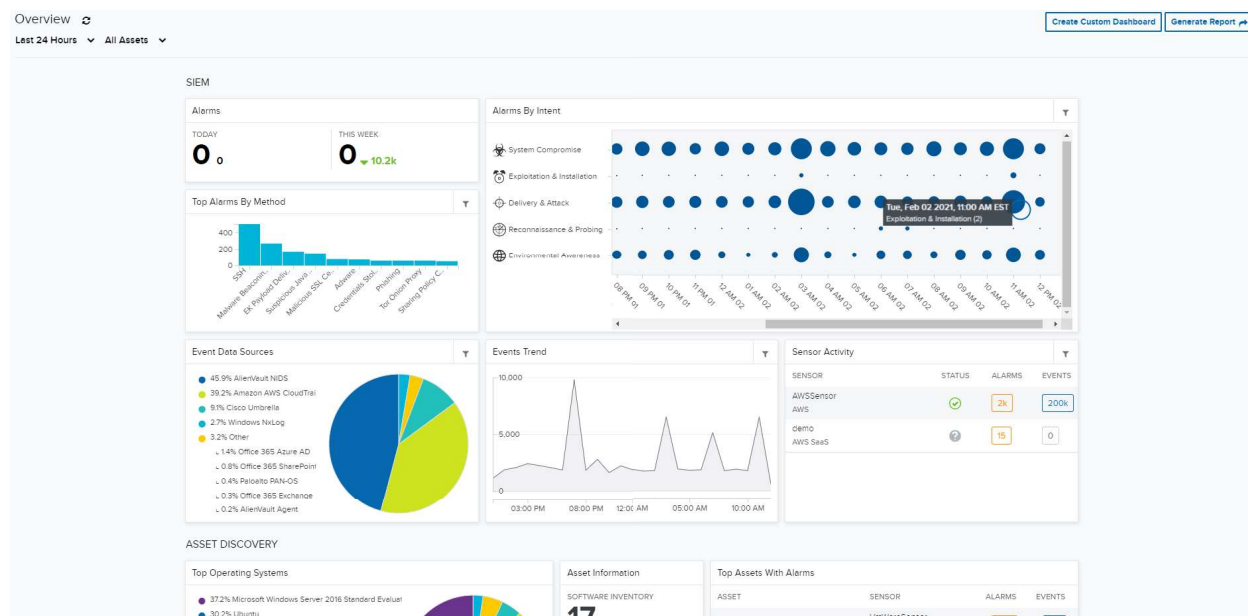 Overview
Create Custom Dashboard
Generate Report
Last 24 Hours
All Assets
SIEM
Alarms
TODAY
0 0
THIS WEEK
0 10.2k
Alarms By Intent
System Compromise
Exploitation & Installation
Delivery & Attack
Reconnaissance & Probing
Environmental Awareness
Tue, Feb 02 2021, 11:00 AM EST
Exploitation & Installation (2)
08 PM 01
09 PM 01
10 PM 01
11 PM 01
12 AM 02
01 AM 02
02 AM 02
03 AM 02
04 AM 02
05 AM 02
06 AM 02
07 AM 02
08 AM 02
09 AM 02
10 AM 02
11 AM 02
12 PM 02
Top Alarms By Method
400
200
0
SSH
Malware Beaconin...
EK Payload Deliv...
Suspicious Java...
Malicious SSL Ce...
Adware
Credentials Stol...
Phishing
Tor Onion Proxy
Sharing Policy C...
Event Data Sources
45.9% AlienVault NIDS
39.2% Amazon AWS CloudTrai
9.1% Cisco Umbrella
2.7% Windows NxLog
3.2% Other
1.4% Office 365 Azure AD
0.8% Office 365 SharePoint
0.4% Paloalto PAN-OS
0.3% Office 365 Exchange
0.2% AlienVault Agent
Events Trend
10,000
5,000
0
03:00 PM
08:00 PM
12:00 AM
05:00 AM
10:00 AM
Sensor Activity
SENSOR STATUS ALARMS EVENTS
AWSSensor
AWS
2k
200k
demo
AWS SaaS
15
0
ASSET DISCOVERY
Top Operating Systems
37.2% Microsoft Windows Server 2016 Standard Evaluat
30.2% Ubuntu
Asset Information
SOFTWARE INVENTORY
17
Top Assets With Alarms
ASSET SENSOR ALARMS EVENTS